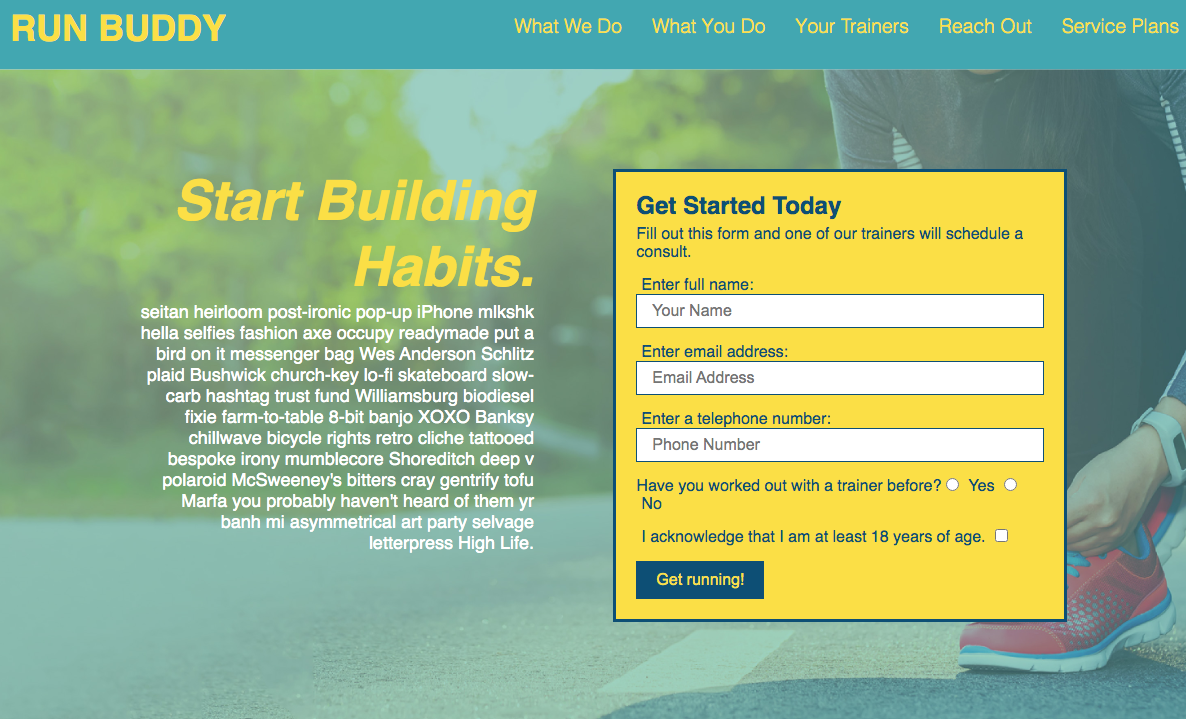 RUN BUDDY
What We Do What You Do Your Trainers Reach Out Service Plans
Start Building
Habits.
seitan heirloom post-ironic pop-up iPhone mlkshk
hella selfies fashion axe occupy readymade put a
bird on it messenger bag Wes Anderson Schlitz
plaid Bushwick church-key lo-fi skateboard slow-
carb hashtag trust fund Williamsburg biodiesel
fixie farm-to-table 8-bit banjo XOXO Banksy
chillwave bicycle rights retro cliche tattooed
bespoke irony mumblecore Shoreditch deep v
polaroid McSweeney's bitters cray gentrify tofu
Marfa you probably haven't heard of them yr
banh mi asymmetrical art party selvage
letterpress High Life.
Get Started Today
Fill out this form and one of our trainers will schedule a
consult.
Enter full name:
Your Name
Enter email address:
Email Address
Enter a telephone number:
Phone Number
Have you worked out with a trainer before? Yes
No
I acknowledge that I am at least 18 years of age.
Get running!